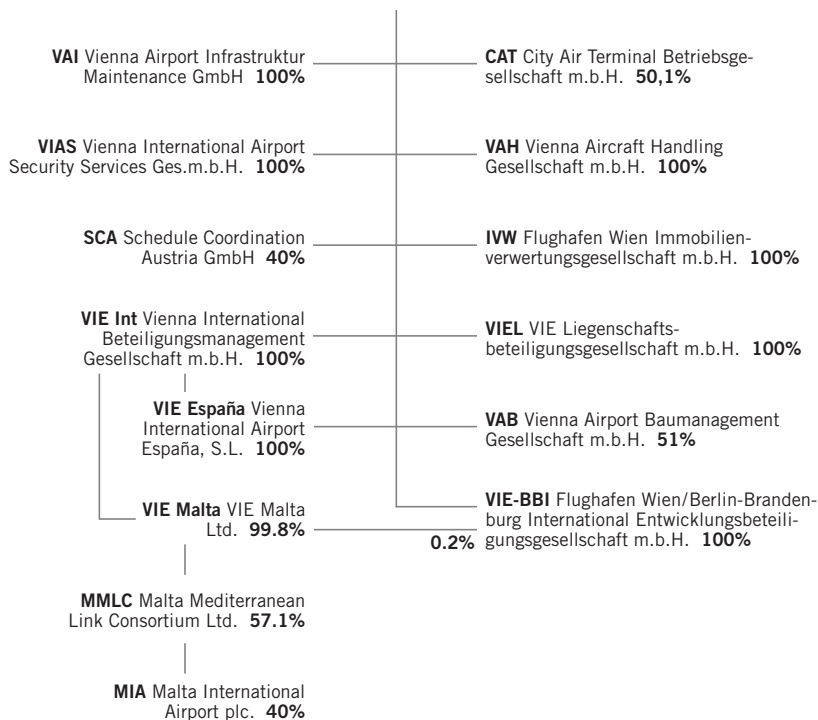 VAI Vienna Airport Infrastruktur
Maintenance GmbH 100%
CAT City Air Terminal Betriebsge-
sellschaft m.b.H. 50,1%
VIAS Vienna International Airport
Security Services Ges.m.b.H. 100%
VAH Vienna Aircraft Handling
Gesellschaft m.b.H. 100%
SCA Schedule Coordination
Austria GmbH 40%
IVW Flughafen Wien Immobilien-
verwertungsgesellschaft m.b.H. 100%
VIE Int Vienna International
Beteiligungsmanagement
Gesellschaft m.b.H. 100%
VIEL VIE Liegenschafts-
beteiligungsgesellschaft m.b.H. 100%
VIE España Vienna
International Airport
España, S.L. 100%
VAB Vienna Airport Baumanagement
Gesellschaft m.b.H. 51%
VIE Malta VIE Malta
Ltd. 99.8%
VIE-BBI Flughafen Wien/Berlin-Branden-
burg International Entwicklungsbeteili-
gungsgesellschaft m.b.H. 100%
0.2%
MMLC Malta Mediterranean
Link Consortium Ltd. 57.1%
MIA Malta International
Airport plc. 40%